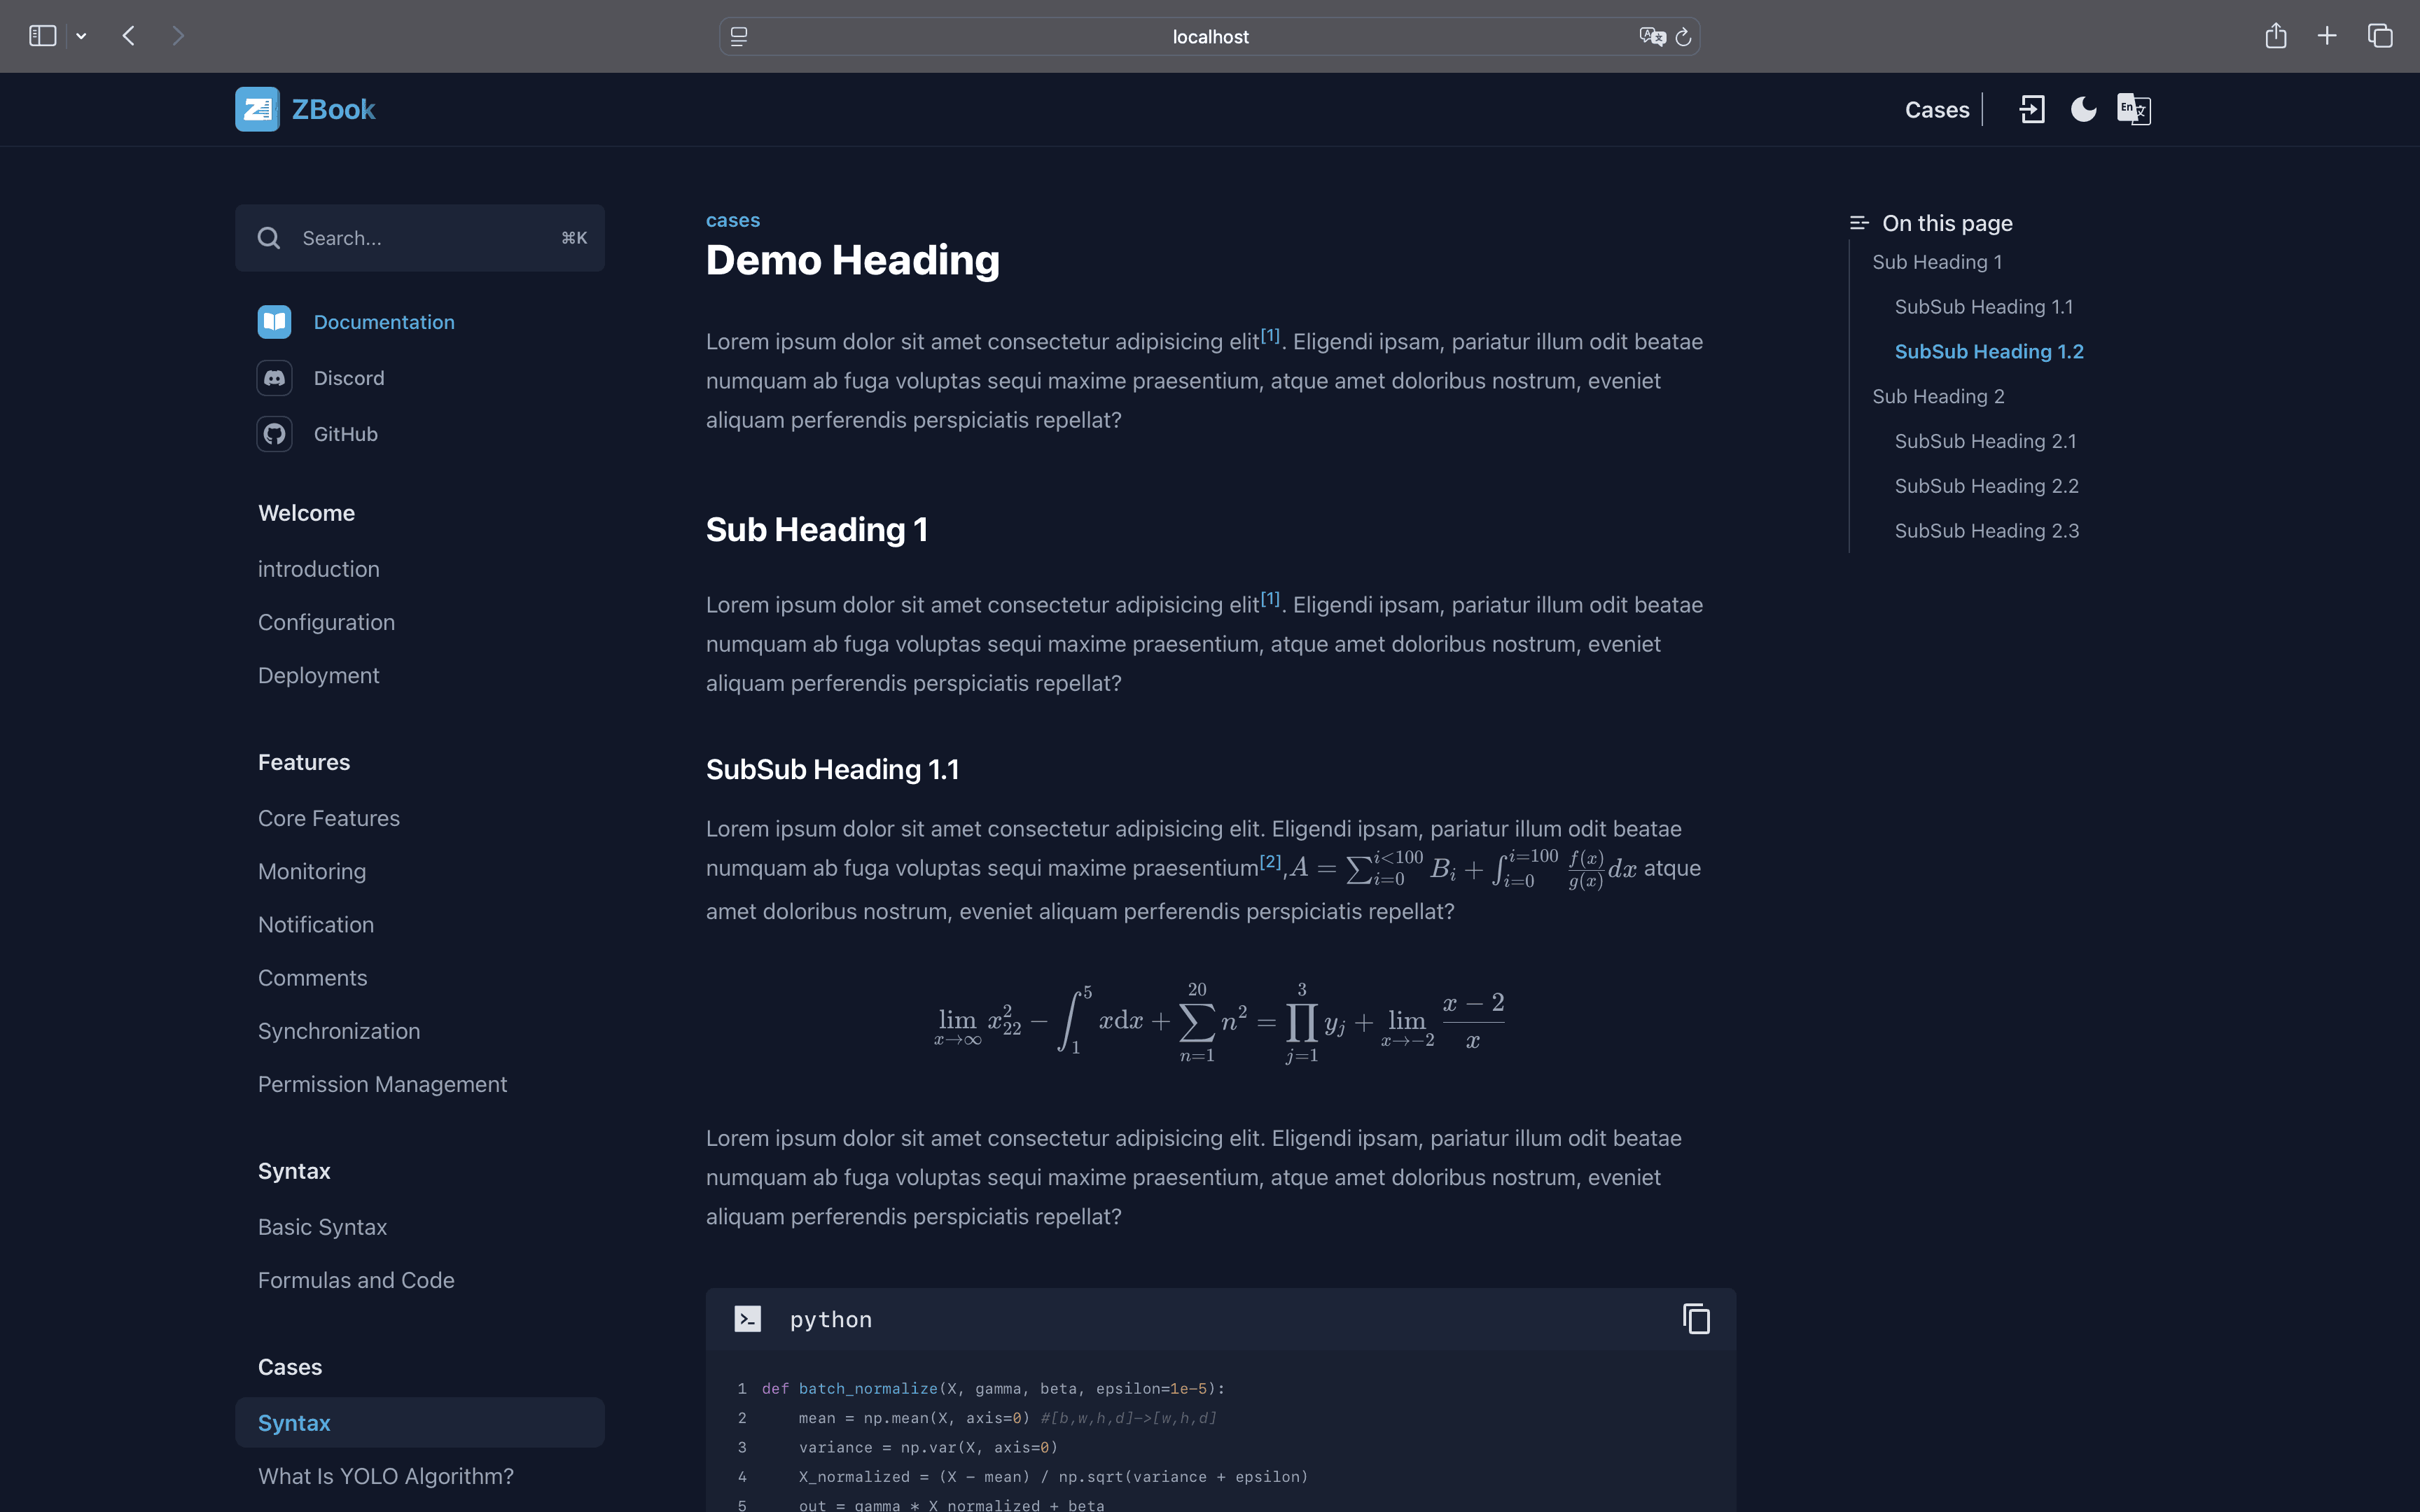 localhost
ZBook
Cases
En
Search...
⌘K
Documentation
Discord
GitHub
Welcome
introduction
Configuration
Deployment
Features
Core Features
Monitoring
Notification
Comments
Synchronization
Permission Management
Syntax
Basic Syntax
Formulas and Code
Cases
Syntax
What Is YOLO Algorithm?
cases
Demo Heading
Lorem ipsum dolor sit amet consectetur adipisicing elit[1]. Eligendi ipsam, pariatur illum odit beatae
numquam ab fuga voluptas sequi maxime praesentium, atque amet doloribus nostrum, eveniet
aliquam perferendis perspiciatis repellat?
Sub Heading 1
Lorem ipsum dolor sit amet consectetur adipisicing elit[1]. Eligendi ipsam, pariatur illum odit beatae
numquam ab fuga voluptas sequi maxime praesentium, atque amet doloribus nostrum, eveniet
aliquam perferendis perspiciatis repellat?
SubSub Heading 1.1
Lorem ipsum dolor sit amet consectetur adipisicing elit. Eligendi ipsam, pariatur illum odit beatae
numquam ab fuga voluptas sequi maxime praesentium[2],A = ∑_{i=0}^{i<100} B_i + ∫_{i=0}^{i=100} f(x)/g(x) dx atque
amet doloribus nostrum, eveniet aliquam perferendis perspiciatis repellat?
lim_{x→∞} x_{22}^2 − ∫_1^5 xdx + ∑_{n=1}^{20} n^2 = ∏_{j=1}^3 y_j + lim_{x→−2} (x − 2)/x
Lorem ipsum dolor sit amet consectetur adipisicing elit. Eligendi ipsam, pariatur illum odit beatae
numquam ab fuga voluptas sequi maxime praesentium, atque amet doloribus nostrum, eveniet
aliquam perferendis perspiciatis repellat?
python
1 def batch_normalize(X, gamma, beta, epsilon=1e-5):
2     mean = np.mean(X, axis=0) #[b,w,h,d]->[w,h,d]
3     variance = np.var(X, axis=0)
4     X_normalized = (X - mean) / np.sqrt(variance + epsilon)
5     out = gamma * X_normalized + beta
On this page
Sub Heading 1
SubSub Heading 1.1
SubSub Heading 1.2
Sub Heading 2
SubSub Heading 2.1
SubSub Heading 2.2
SubSub Heading 2.3